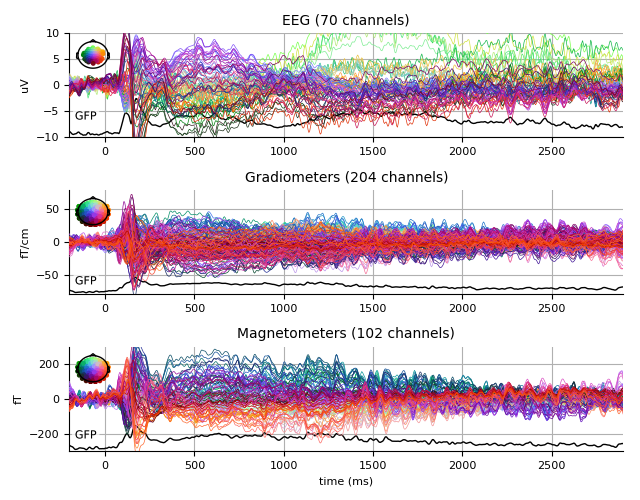 EEG (70 channels)
10
5
0
−5
−10
uV
GFP
0
500
1000
1500
2000
2500
Gradiometers (204 channels)
50
0
−50
fT/cm
GFP
0
500
1000
1500
2000
2500
Magnetometers (102 channels)
200
0
−200
fT
GFP
0
500
1000
1500
2000
2500
time (ms)